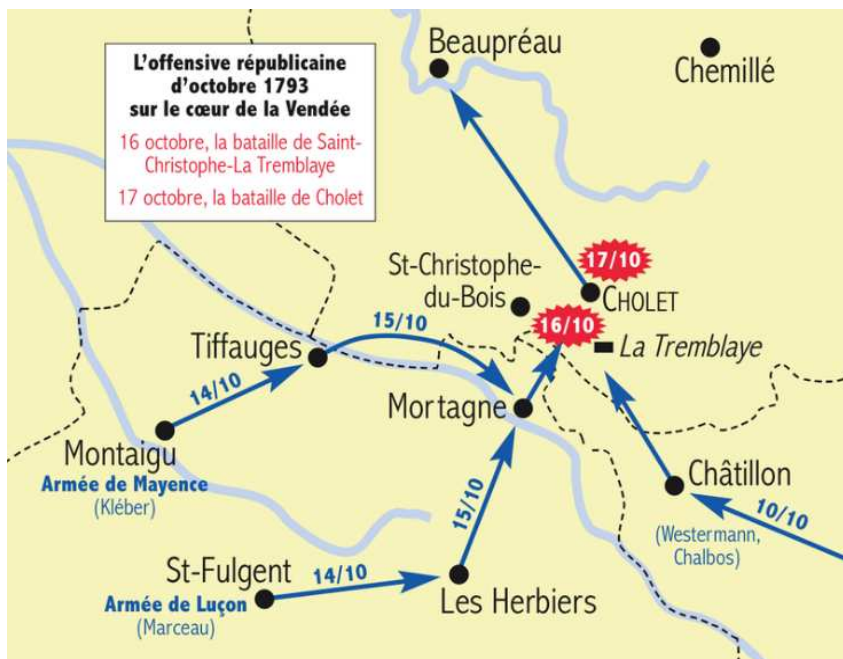 L'offensive républicaine
d'octobre 1793
sur le cœur de la Vendée
16 octobre, la bataille de Saint-
Christophe-La Tremblaye
17 octobre, la bataille de Cholet
Beaupréau
Chemillé
17/10
St-Christophe-
du-Bois
CHOLET
16/10
15/10
La Tremblaye
Tiffauges
14/10
Mortagne
Montaigu
Armée de Mayence
(Kléber)
Châtillon
10/10
15/10
(Westermann,
Chalbos)
St-Fulgent
14/10
Armée de Luçon
(Marceau)
Les Herbiers